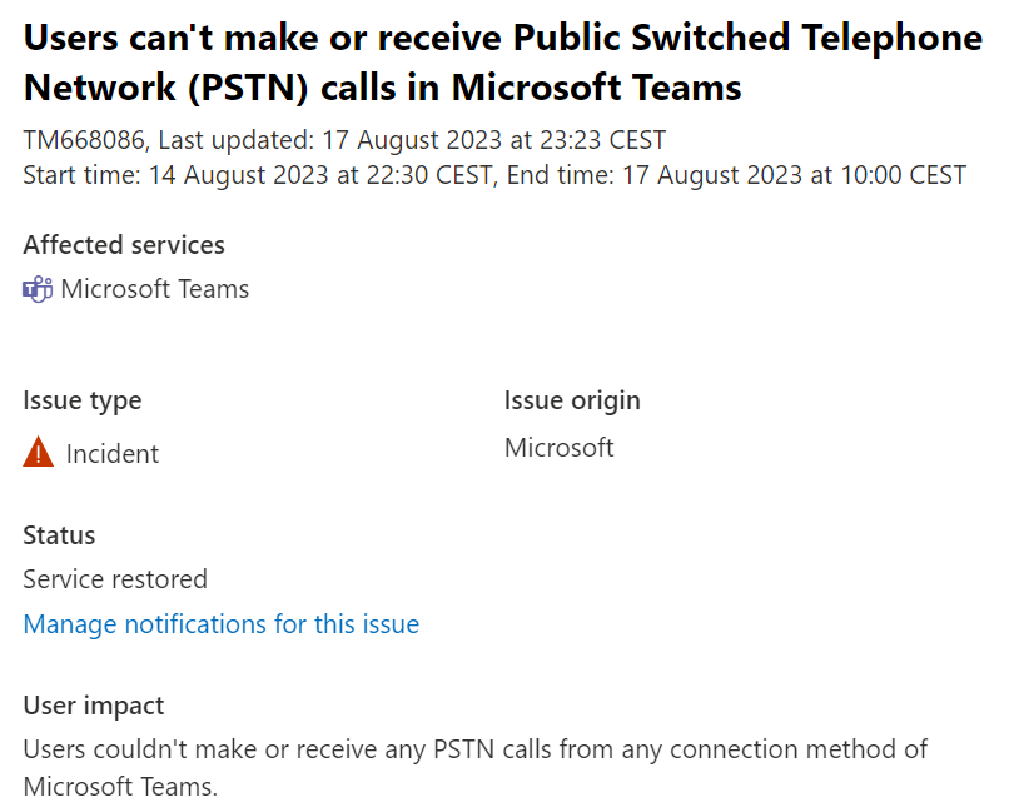 Users can't make or receive Public Switched Telephone
Network (PSTN) calls in Microsoft Teams
TM668086, Last updated: 17 August 2023 at 23:23 CEST
Start time: 14 August 2023 at 22:30 CEST, End time: 17 August 2023 at 10:00 CEST
Affected services
Microsoft Teams
Issue type
Incident
Issue origin
Microsoft
Status
Service restored
Manage notifications for this issue
User impact
Users couldn't make or receive any PSTN calls from any connection method of
Microsoft Teams.